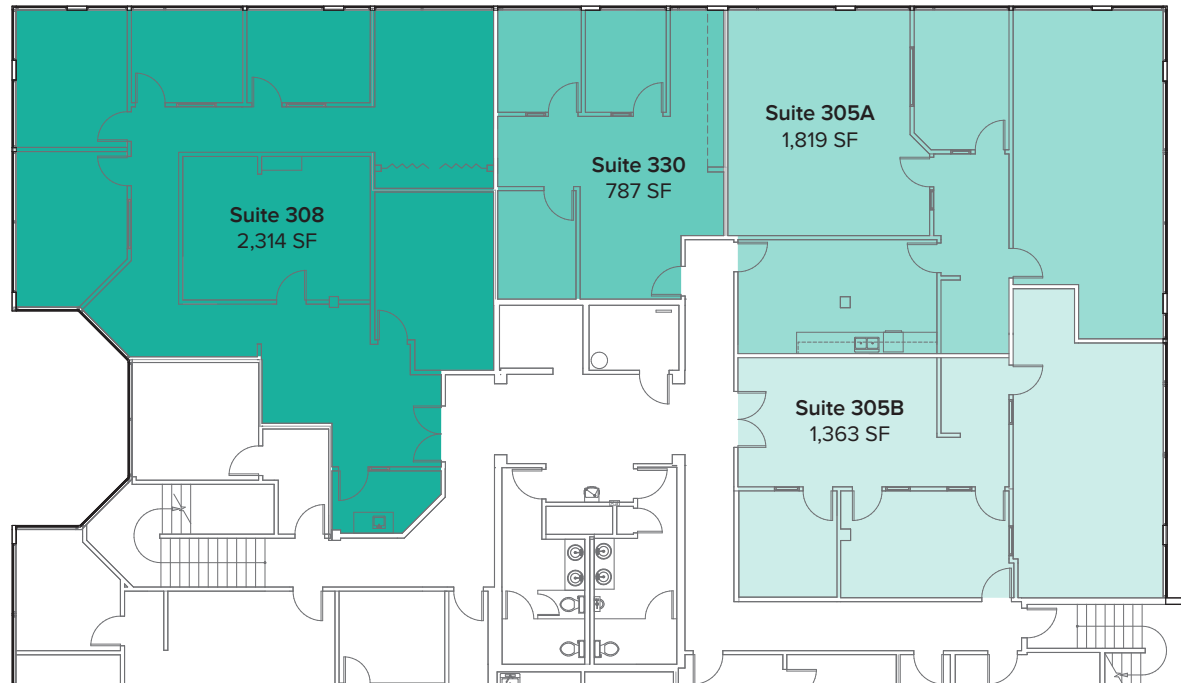 Suite 308
2,314 SF
Suite 330
787 SF
Suite 305A
1,819 SF
Suite 305B
1,363 SF